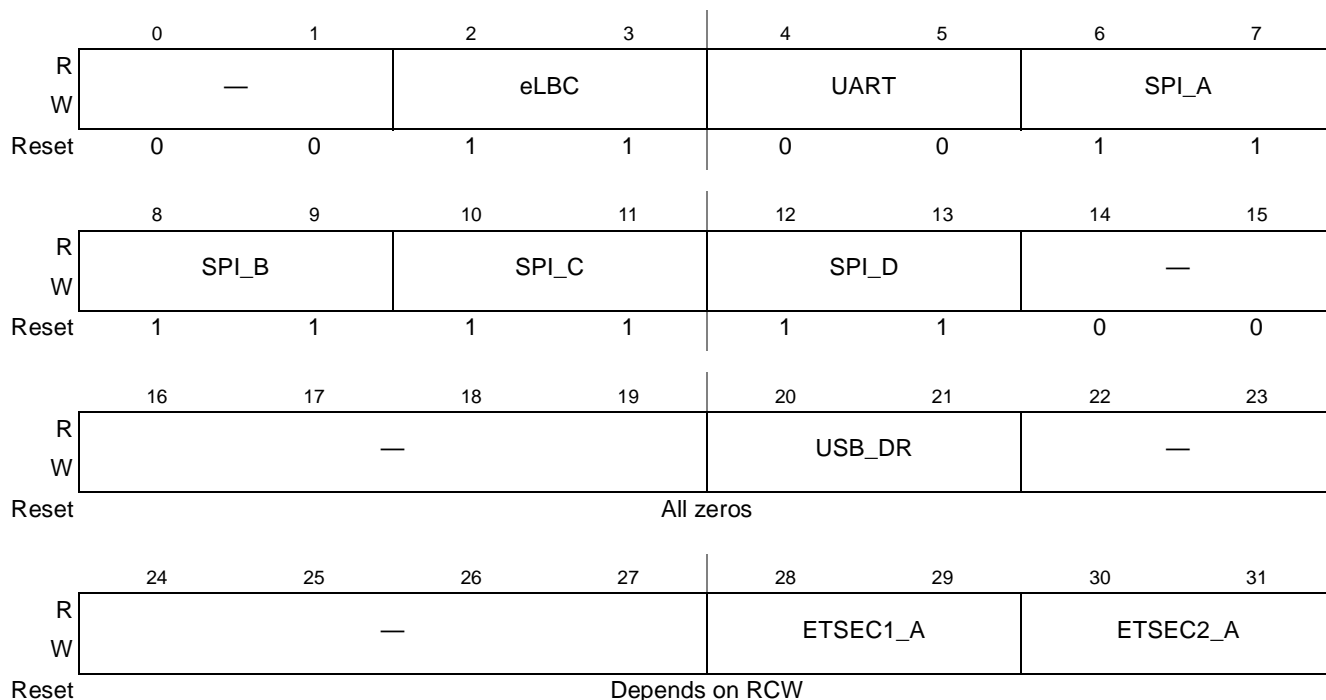 0 1 2 3 4 5 6 7
R
W
— eLBC UART SPI_A
Reset 0 0 1 1 0 0 1 1
8 9 10 11 12 13 14 15
R
W
SPI_B SPI_C SPI_D —
Reset 1 1 1 1 1 1 0 0
16 17 18 19 20 21 22 23
R
W
— USB_DR —
Reset All zeros
24 25 26 27 28 29 30 31
R
W
— ETSEC1_A ETSEC2_A
Reset Depends on RCW